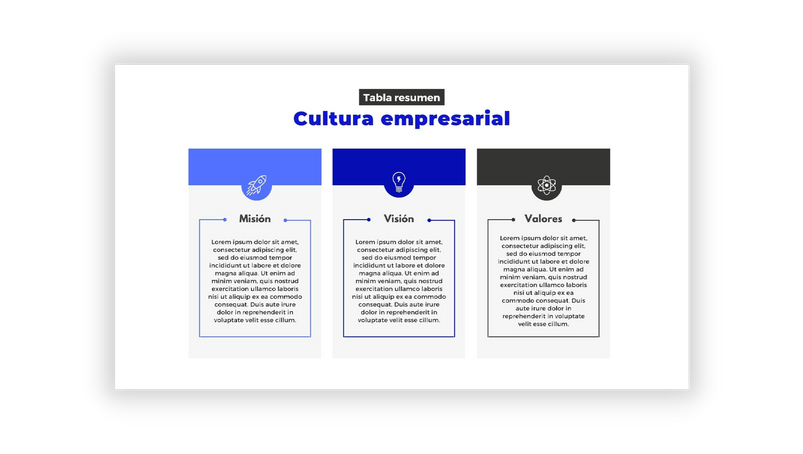 Tabla resumen
Cultura empresarial
Misión
Lorem ipsum dolor sit amet,
consectetur adipiscing elit,
sed do eiusmod tempor
incididunt ut labore et dolore
magna aliqua. Ut enim ad
minim veniam, quis nostrud
exercitation ullamco laboris
nisi ut aliquip ex ea commodo
consequat. Duis aute irure
dolor in reprehenderit in
voluptate velit esse cillum.
Visión
Lorem ipsum dolor sit amet,
consectetur adipiscing elit,
sed do eiusmod tempor
incididunt ut labore et dolore
magna aliqua. Ut enim ad
minim veniam, quis nostrud
exercitation ullamco laboris
nisi ut aliquip ex ea commodo
consequat. Duis aute irure
dolor in reprehenderit in
voluptate velit esse cillum.
Valores
Lorem ipsum dolor sit amet,
consectetur adipiscing elit,
sed do eiusmod tempor
incididunt ut labore et dolore
magna aliqua. Ut enim ad
minim veniam, quis nostrud
exercitation ullamco laboris
nisi ut aliquip ex ea
commodo consequat. Duis
aute irure dolor in
reprehenderit in voluptate
velit esse cillum.